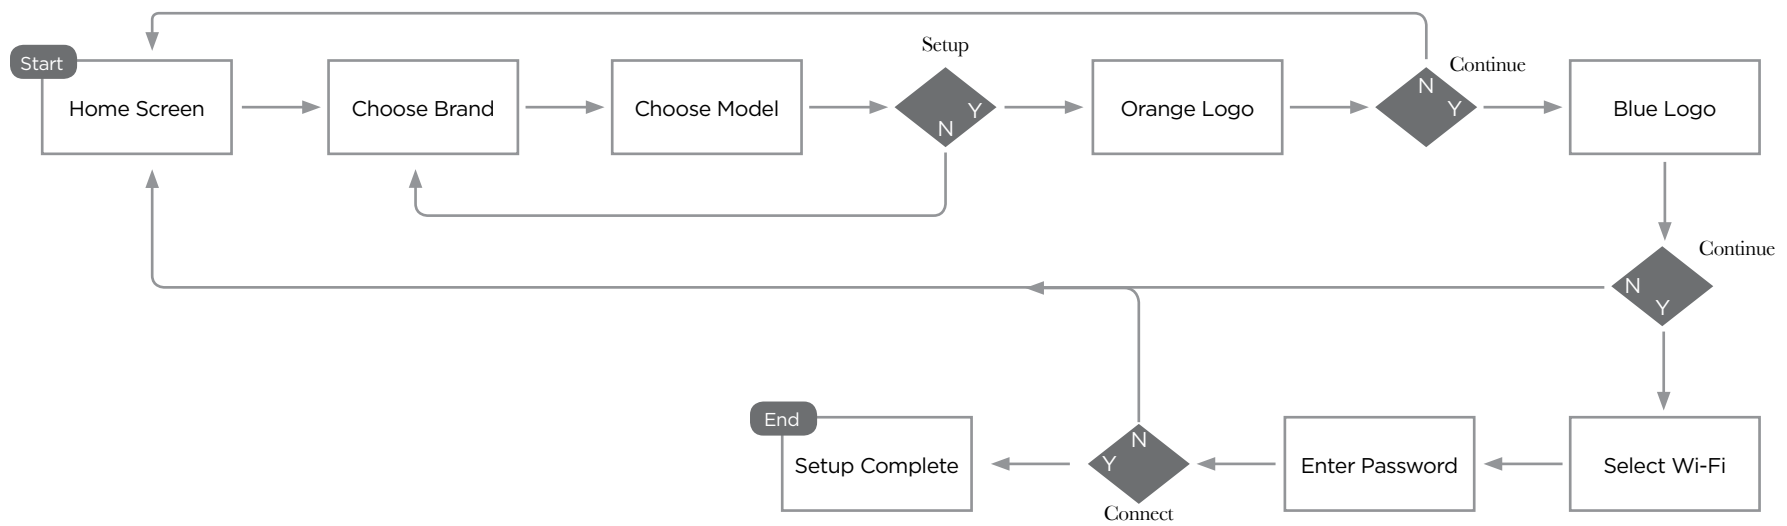 Start
Home Screen
Choose Brand
Choose Model
Setup
Y
N
Orange Logo
Continue
N
Y
Blue Logo
Continue
N
Y
Select Wi-Fi
Enter Password
N
Y
Connect
End
Setup Complete